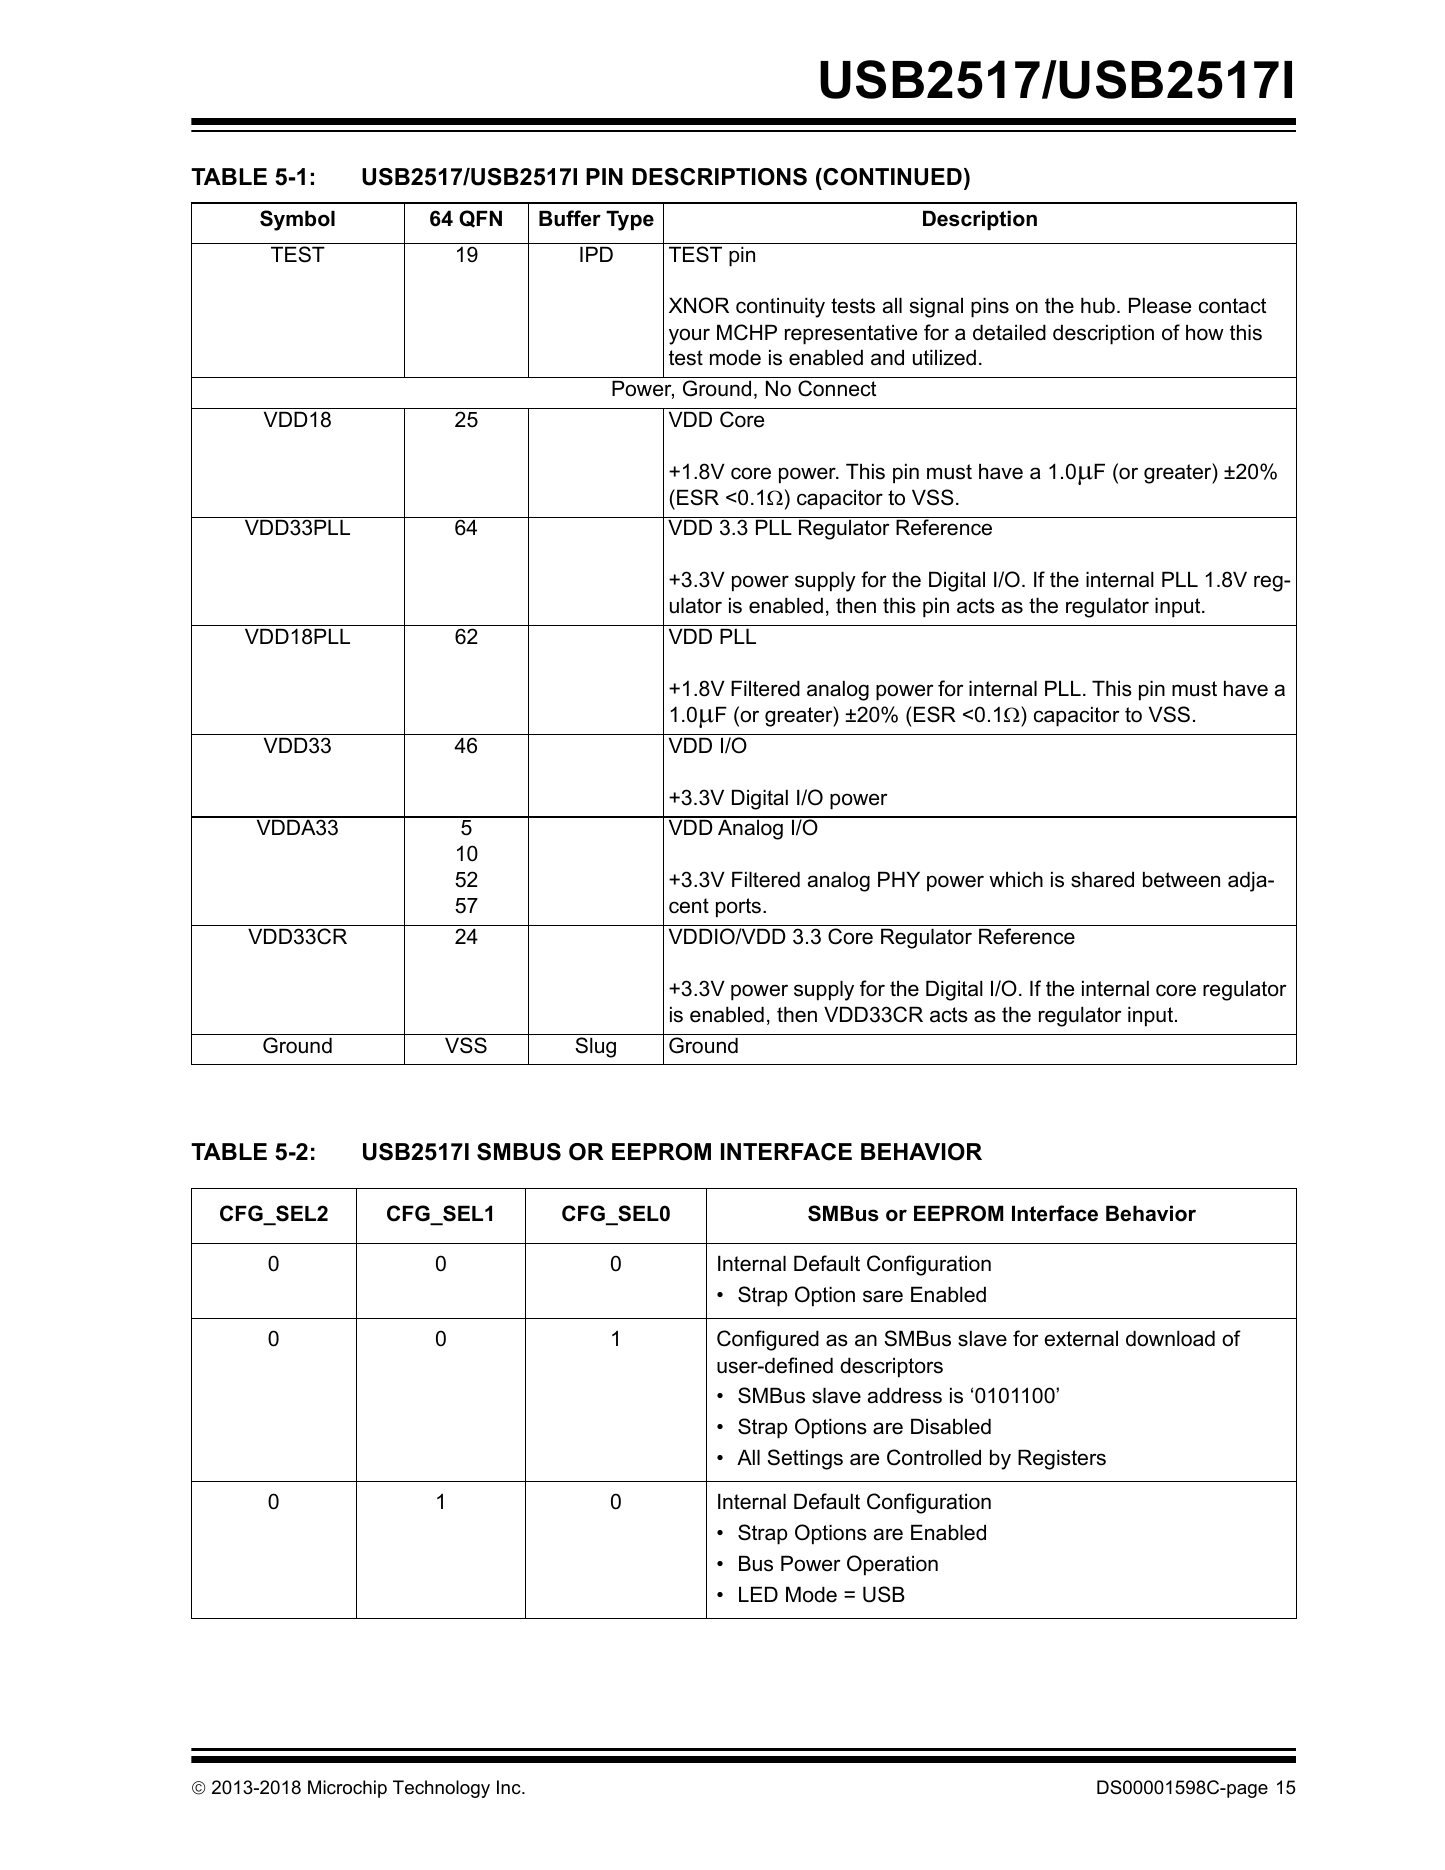 USB2517/USB2517I
TABLE 5-1: USB2517/USB2517I PIN DESCRIPTIONS (CONTINUED)
Symbol 64 QFN Buffer Type Description
TEST 19 IPD TEST pin
XNOR continuity tests all signal pins on the hub. Please contact
your MCHP representative for a detailed description of how this
test mode is enabled and utilized.
Power, Ground, No Connect
VDD18 25 VDD Core
+1.8V core power. This pin must have a 1.0μF (or greater) ±20%
(ESR <0.1Ω) capacitor to VSS.
VDD33PLL 64 VDD 3.3 PLL Regulator Reference
+3.3V power supply for the Digital I/O. If the internal PLL 1.8V reg-
ulator is enabled, then this pin acts as the regulator input.
VDD18PLL 62 VDD PLL
+1.8V Filtered analog power for internal PLL. This pin must have a
1.0μF (or greater) ±20% (ESR <0.1Ω) capacitor to VSS.
VDD33 46 VDD I/O
+3.3V Digital I/O power
VDDA33 5 VDD Analog I/O
10
52 +3.3V Filtered analog PHY power which is shared between adja-
57 cent ports.
VDD33CR 24 VDDIO/VDD 3.3 Core Regulator Reference
+3.3V power supply for the Digital I/O. If the internal core regulator
is enabled, then VDD33CR acts as the regulator input.
Ground VSS Slug Ground
TABLE 5-2: USB2517I SMBUS OR EEPROM INTERFACE BEHAVIOR
CFG_SEL2 CFG_SEL1 CFG_SEL0 SMBus or EEPROM Interface Behavior
0 0 0 Internal Default Configuration
• Strap Option sare Enabled
0 0 1 Configured as an SMBus slave for external download of
user-defined descriptors
• SMBus slave address is ‘0101100’
• Strap Options are Disabled
• All Settings are Controlled by Registers
0 1 0 Internal Default Configuration
• Strap Options are Enabled
• Bus Power Operation
• LED Mode = USB
© 2013-2018 Microchip Technology Inc. DS00001598C-page 15